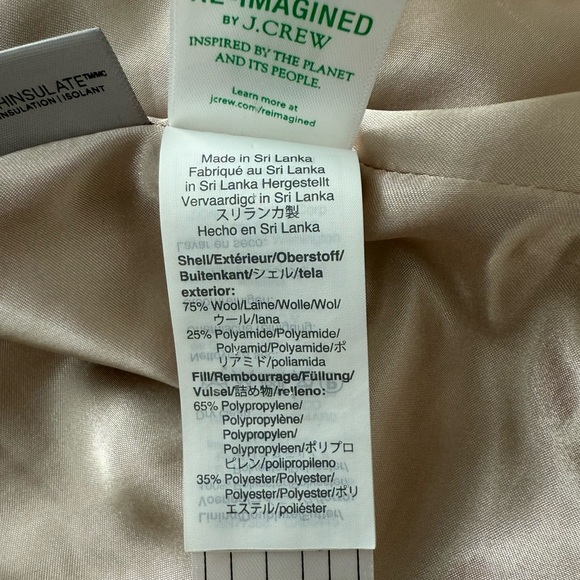 RE-IMAGINED
BY J.CREW
INSPIRED BY THE PLANET
AND ITS PEOPLE.
Learn more at
jcrew.com/reimagined
THINSULATE™MC
INSULATION | ISOLANT
Made in Sri Lanka
Fabriqué au Sri Lanka
in Sri Lanka Hergestellt
Vervaardigd in Sri Lanka
スリランカ製
Hecho en Sri Lanka
Shell/Extérieur/Oberstoff/
Buitenkant/シェル/tela
exterior:
75% Wool/Laine/Wolle/Wol/
ウール/lana
25% Polyamide/Polyamide/
Polyamid/Polyamide/ポ
リアミド/poliamida
Fill/Rembourrage/Füllung/
Vulsel/詰め物/relleno:
65% Polypropylene/
Polypropylène/
Polypropylen/
Polypropyleen/ポリプロ
ピレン/polipropileno
35% Polyester/Polyester/
Polyester/Polyester/ポリ
エステル/poliéster